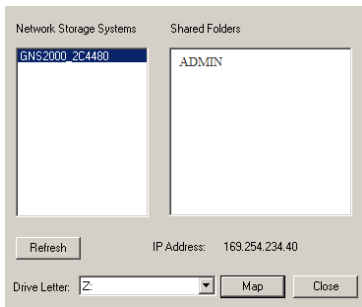 Network Storage Systems Shared Folders
GNS2000_2C4480 ADMIN
Refresh IP Address: 169.254.234.40
Drive Letter: Z: Map Close